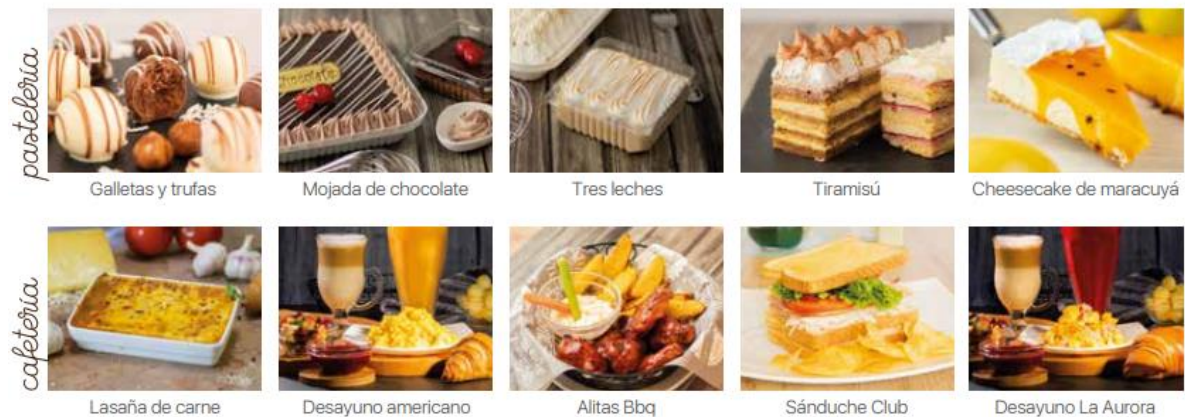 pastelería
Galletas y trufas
Mojada de chocolate
Chocolate
Tres leches
Tiramisú
Cheesecake de maracuyá
cafetería
Lasaña de carne
Desayuno americano
Alitas Bbq
Sánduche Club
Desayuno La Aurora